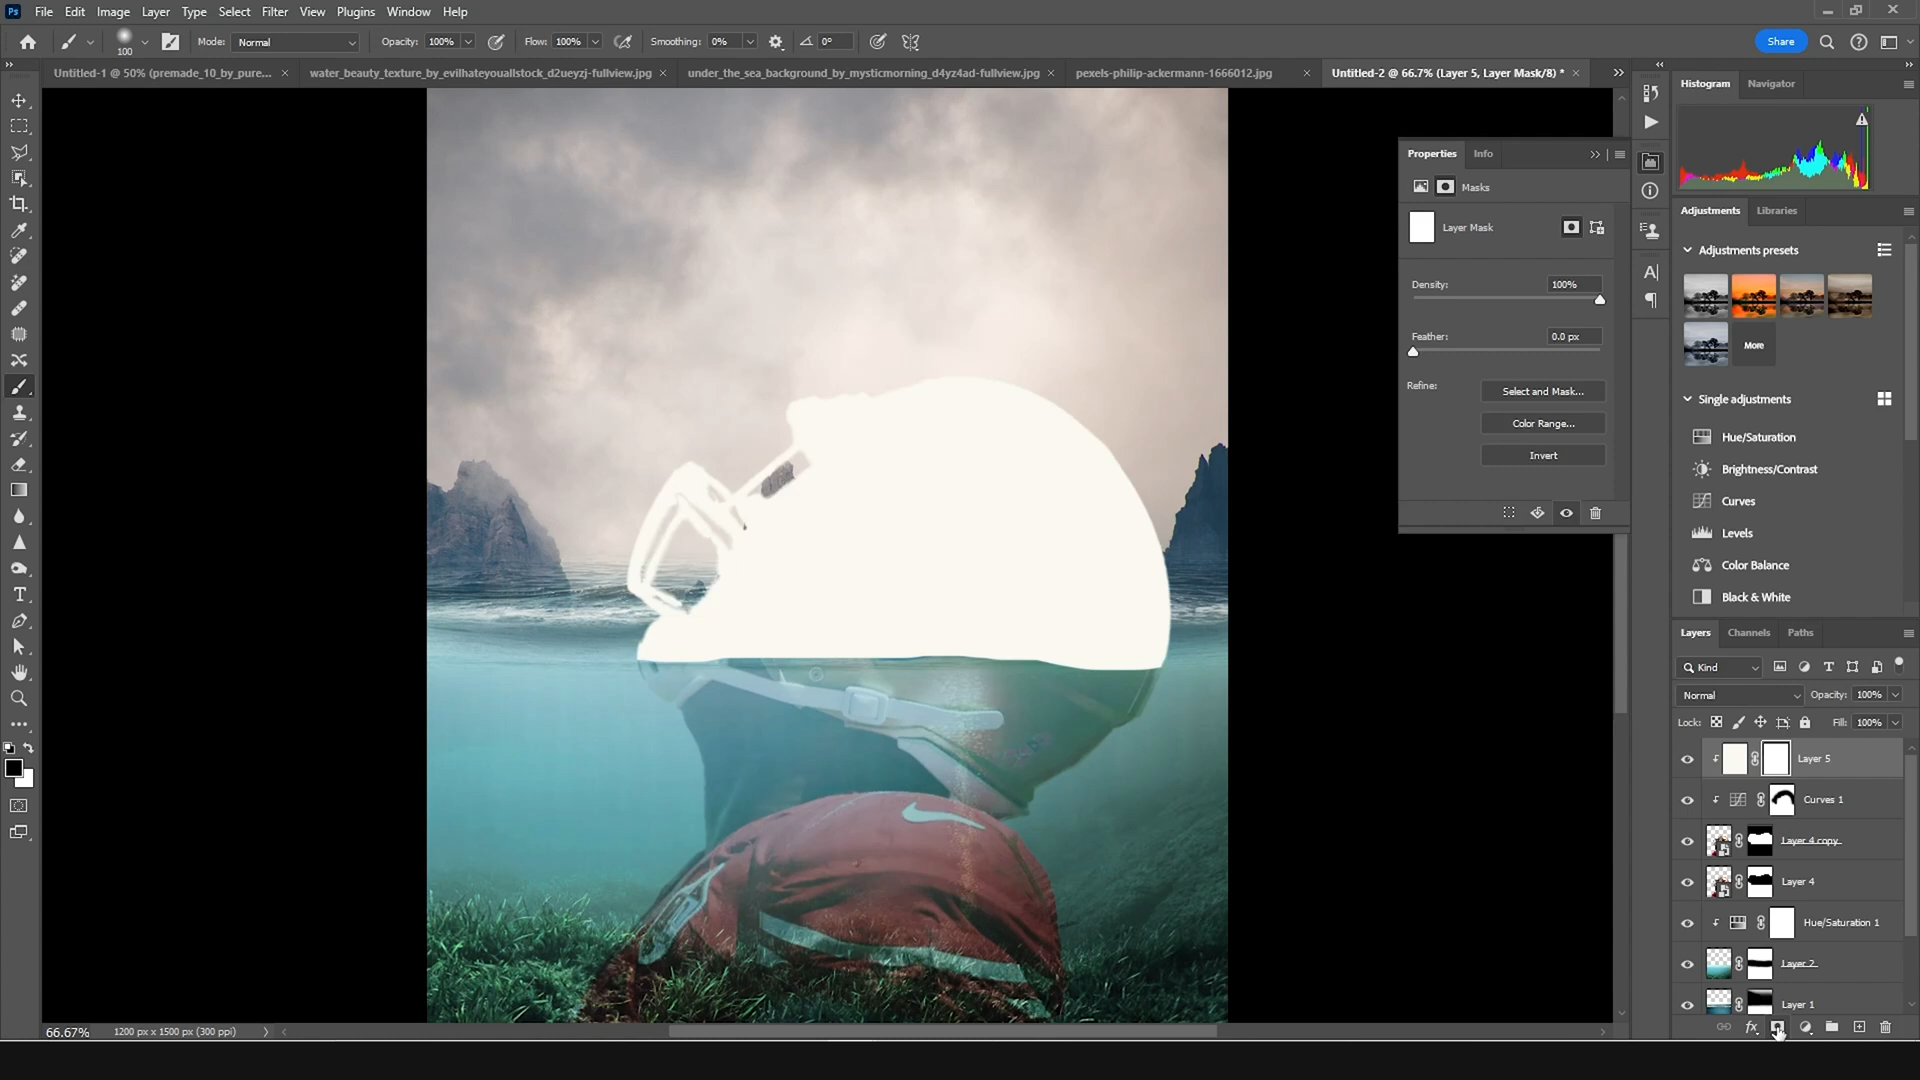 Ps File Edit Image Layer Type Select Filter View Plugins Window Help
100 Mode: Normal Opacity: 100% Flow: 100% Smoothing: 0% 0° Share
Untitled-1 @ 50% (premade_10_by_pure... × water_beauty_texture_by_evilhateyouallstock_d2ueyzj-fullview.jpg × under_the_sea_background_by_mysticmorning_d4yz4ad-fullview.jpg × pexels-philip-ackermann-1666012.jpg × Untitled-2 @ 66.7% (Layer 5, Layer Mask/8) * ×
Histogram Navigator
Properties Info
Masks
Layer Mask
Density: 100%
Feather: 0.0 px
Refine: Select and Mask...
Color Range...
Invert
Adjustments Libraries
Adjustments presets
More
Single adjustments
Hue/Saturation
Brightness/Contrast
Curves
Levels
Color Balance
Black & White
Layers Channels Paths
Kind
Normal Opacity: 100%
Lock: Fill: 100%
Layer 5
Curves 1
Layer 4 copy
Layer 4
Hue/Saturation 1
Layer 2
Layer 1
66.67% 1200 px x 1500 px (300 ppi)